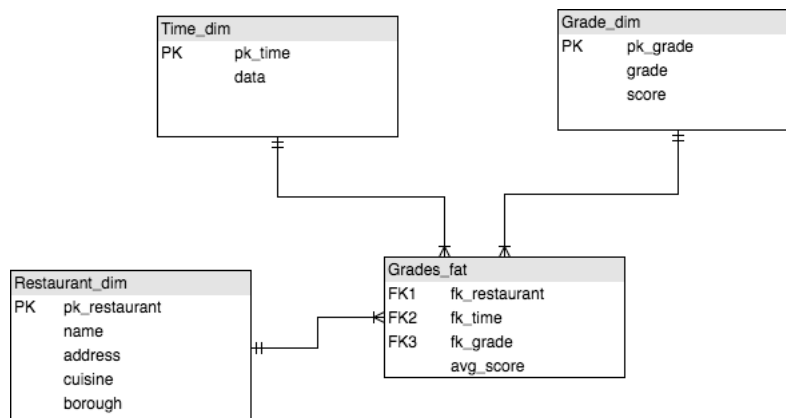 Time_dim
PK pk_time
data
Grade_dim
PK pk_grade
grade
score
Restaurant_dim
PK pk_restaurant
name
address
cuisine
borough
Grades_fat
FK1 fk_restaurant
FK2 fk_time
FK3 fk_grade
avg_score